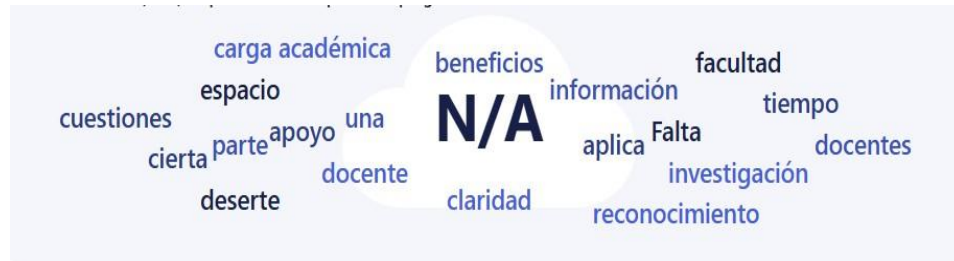 carga académica
beneficios
facultad
espacio
N/A
información
tiempo
cuestiones
parte
apoyo
una
aplica
Falta
docentes
cierta
docente
investigación
deserte
claridad
reconocimiento